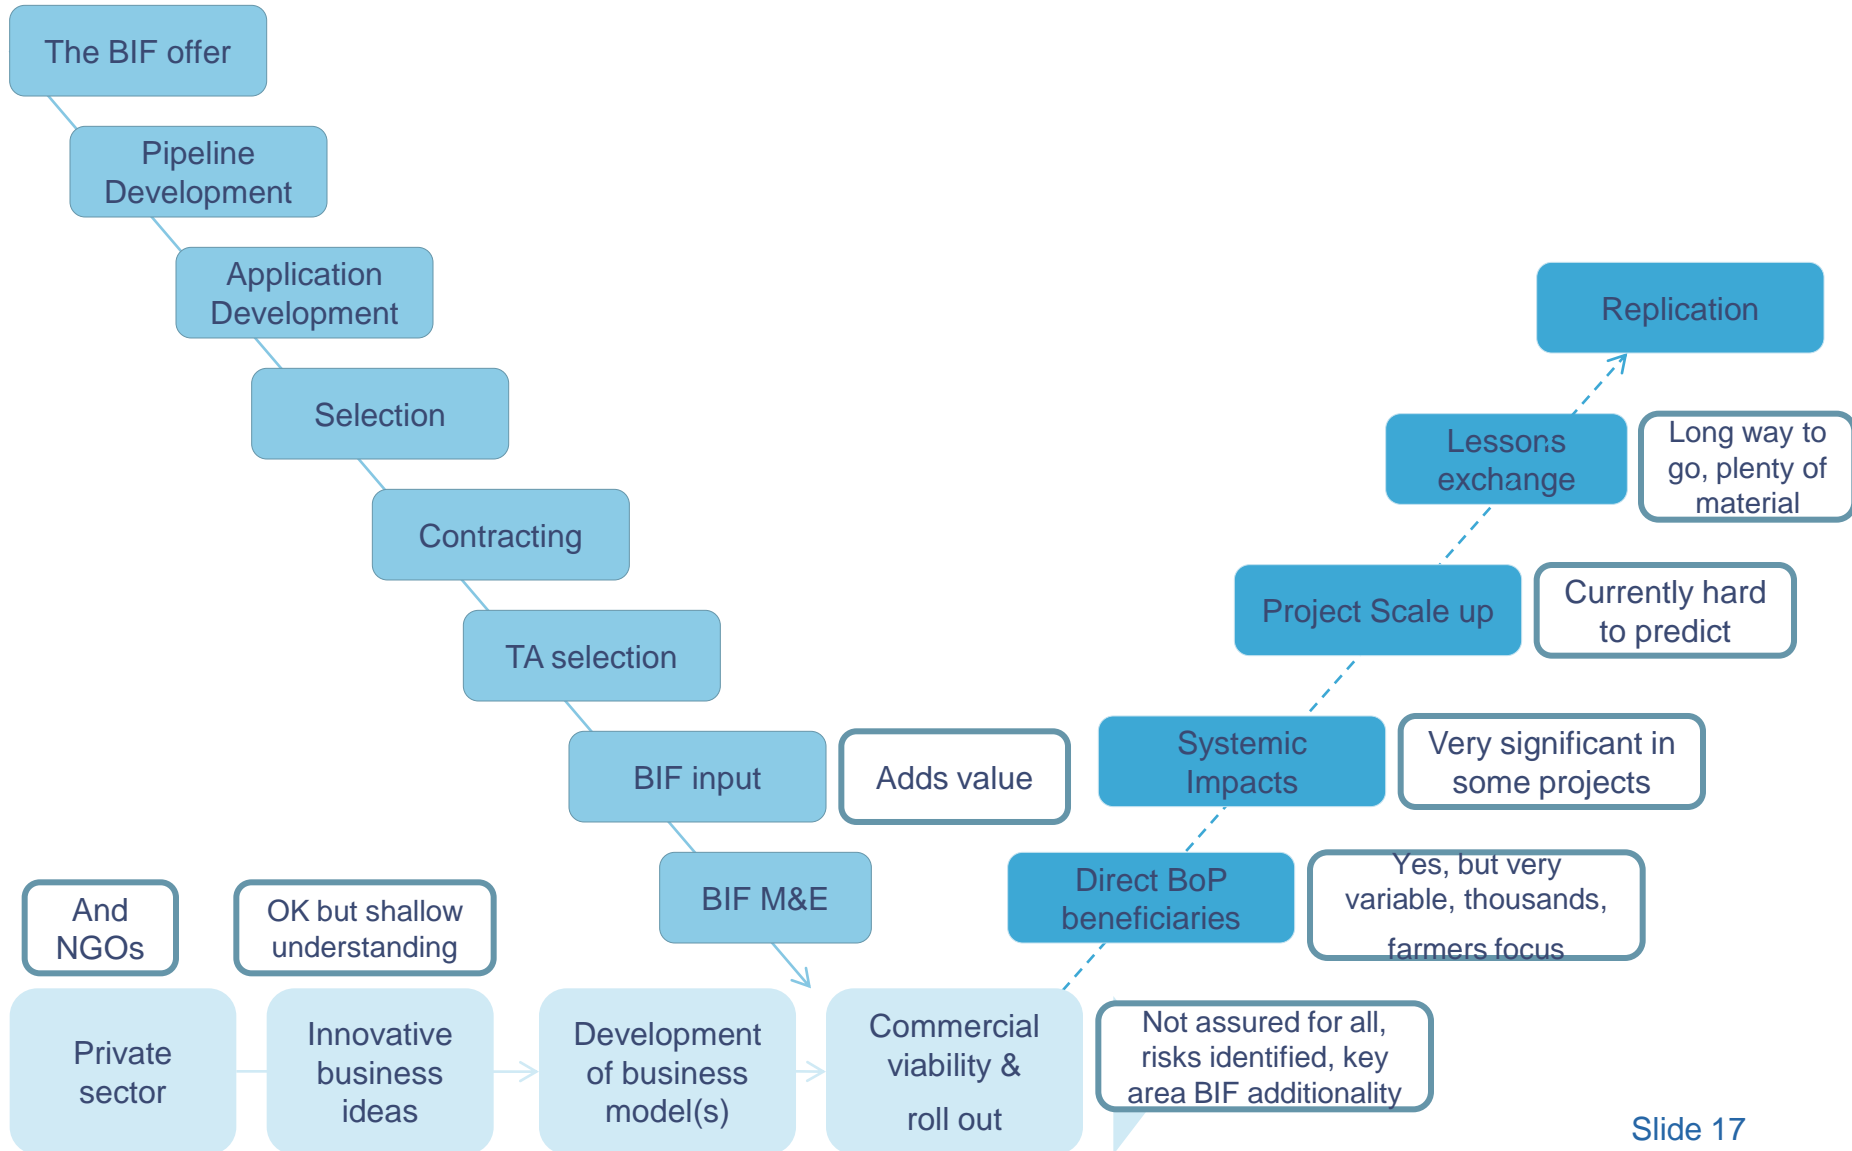 The BIF offer
Pipeline
Development
Application
Development
Selection
Contracting
TA selection
BIF input
Adds value
BIF M&E
Replication
Lessons
exchange
Long way to
go, plenty of
material
Project Scale up
Currently hard
to predict
Systemic
Impacts
Very significant in
some projects
Direct BoP
beneficiaries
Yes, but very
variable, thousands,
farmers focus
And
NGOs
OK but shallow
understanding
Private
sector
Innovative
business
ideas
Development
of business
model(s)
Commercial
viability &
roll out
Not assured for all,
risks identified, key
area BIF additionality
Slide 17